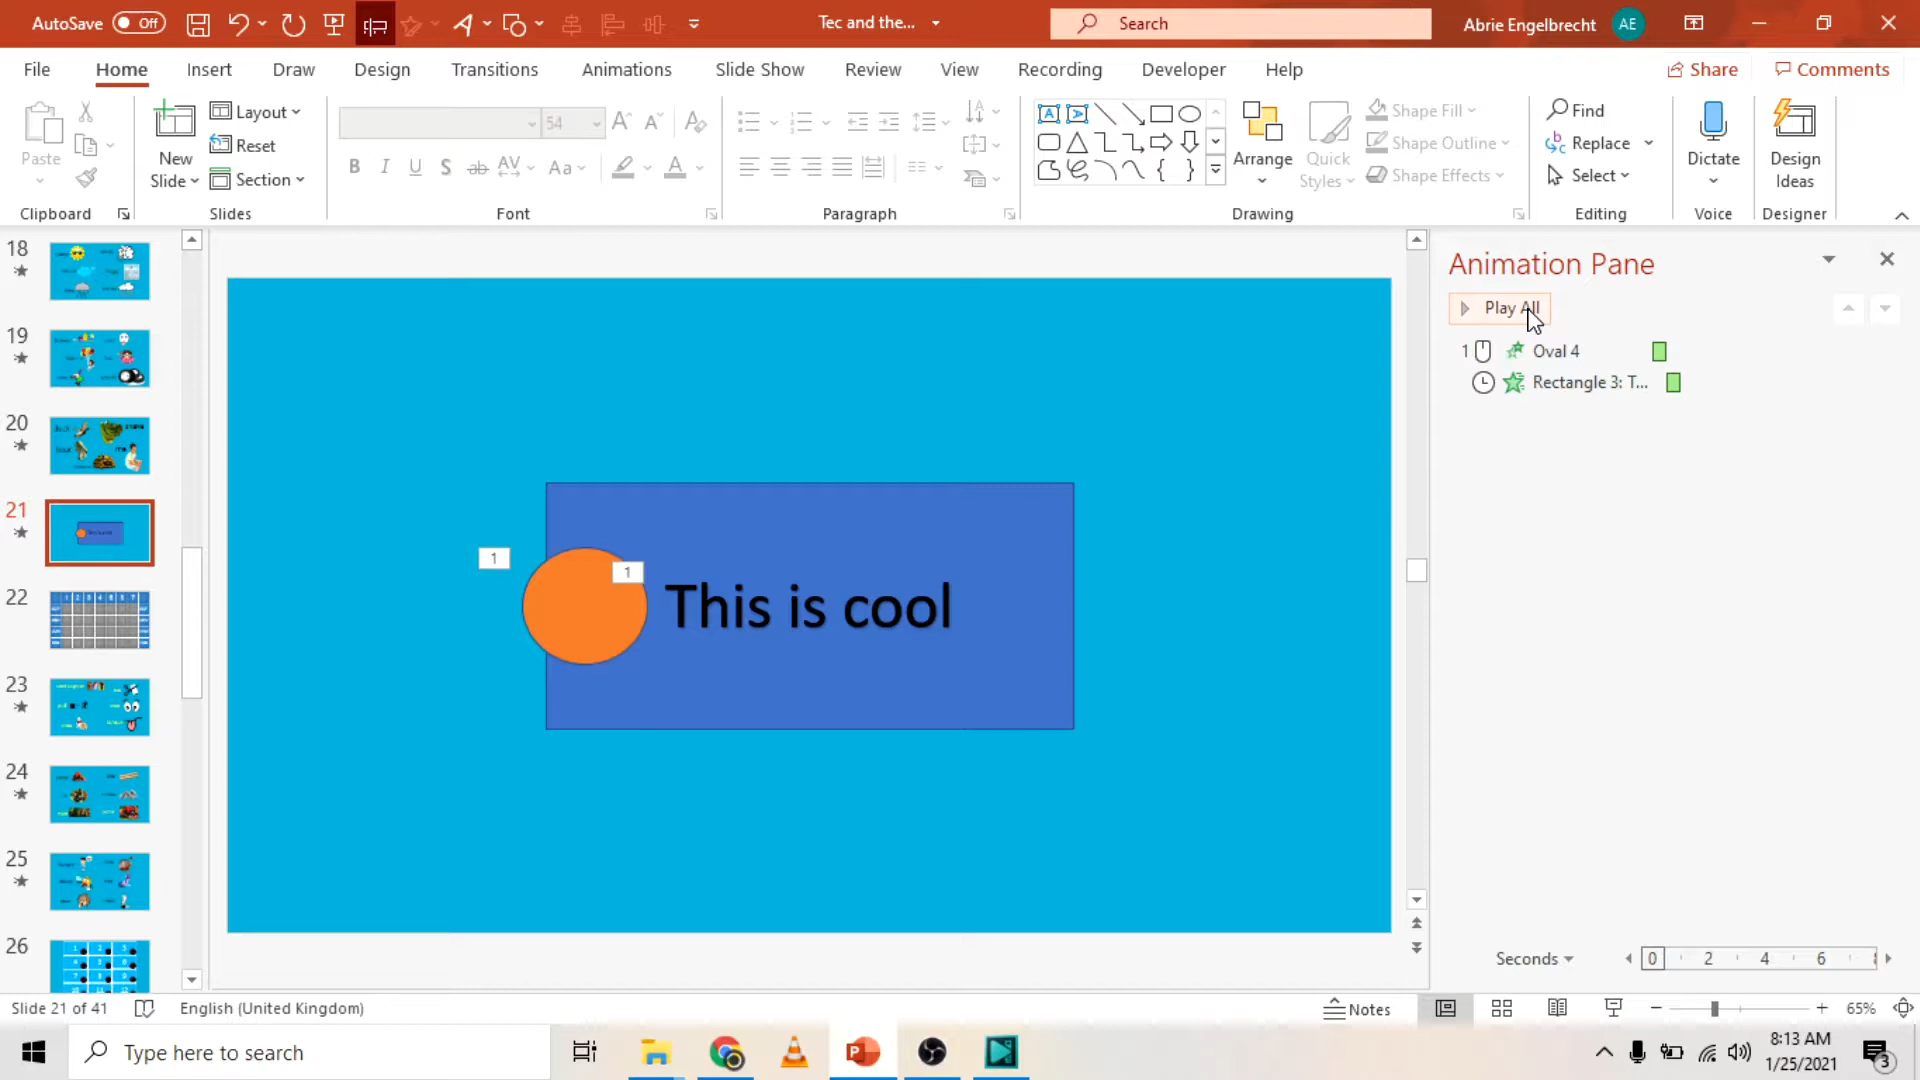 AutoSave Off
Tec and the...
Search
Abrie Engelbrecht AE
File Home Insert Draw Design Transitions Animations Slide Show Review View Recording Developer Help
Share Comments
Paste
New Slide
Layout
Reset
Section
54
B I U S ab AV Aa A
Arrange
Quick Styles
Shape Fill
Shape Outline
Shape Effects
Find
Replace
Select
Dictate
Design Ideas
Clipboard Slides Font Paragraph Drawing Editing Voice Designer
18
19
20
21
22
23
24
25
26
1
1
This is cool
Animation Pane
Play All
1 Oval 4
Rectangle 3: T...
Seconds 0 2 4 6
Slide 21 of 41 English (United Kingdom)
Notes
65%
Type here to search
8:13 AM
1/25/2021
3